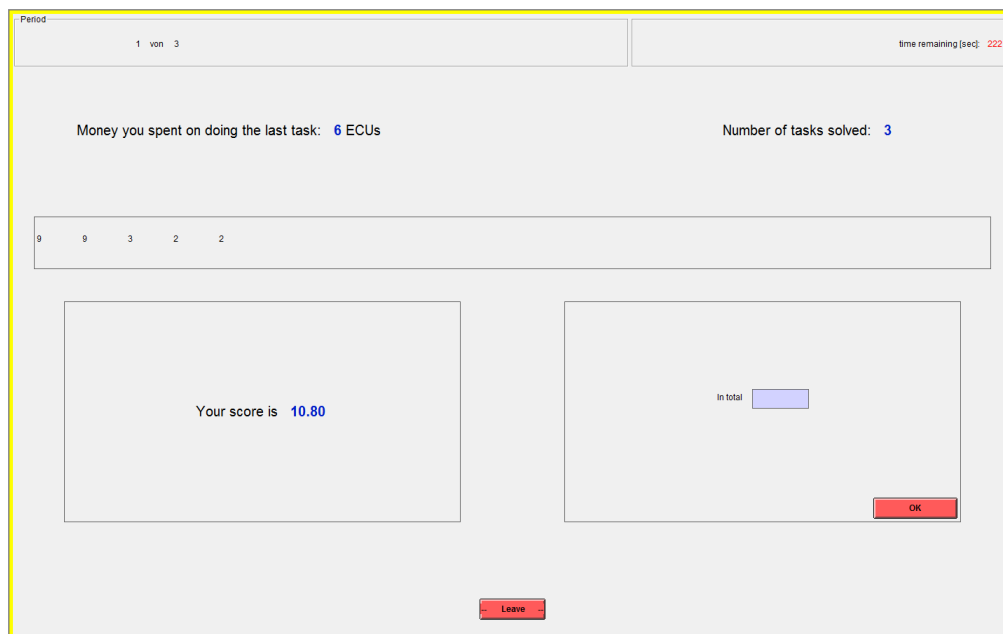 Period
1 von 3
time remaining [sec]: 222
Money you spent on doing the last task: 6 ECUs
Number of tasks solved: 3
9 9 3 2 2
In total
Your score is 10.80
OK
Leave